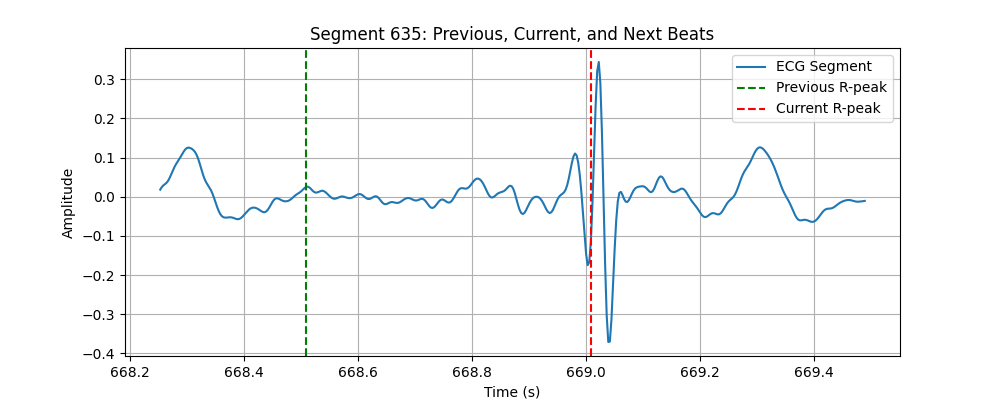 Segment 635: Previous, Current, and Next Beats
ECG Segment
Previous R-peak
Current R-peak
Amplitude
0.3
0.2
0.1
0.0
−0.1
−0.2
−0.3
−0.4
668.2 668.4 668.6 668.8 669.0 669.2 669.4
Time (s)